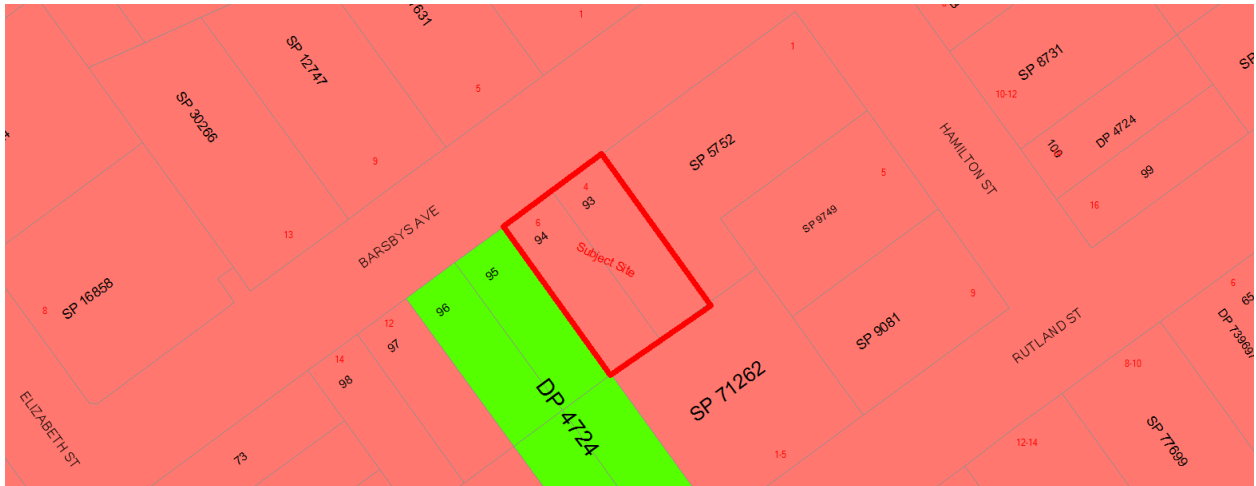 1
SP 12747
SP 8731
1
5
SP 30266
10-12
SP 5752
DP 4724
HAMILTON ST
9
4
93
5
99
16
SP 9749
BARSBYS AVE
6
94
13
Subject Site
SP 16858
8
95
9
6
65
96
12
97
SP 9081
RUTLAND ST
DP 73969
14
98
SP 71262
8-10
DP 4724
ELIZABETH ST
73
1-5
12-14
SP 77699